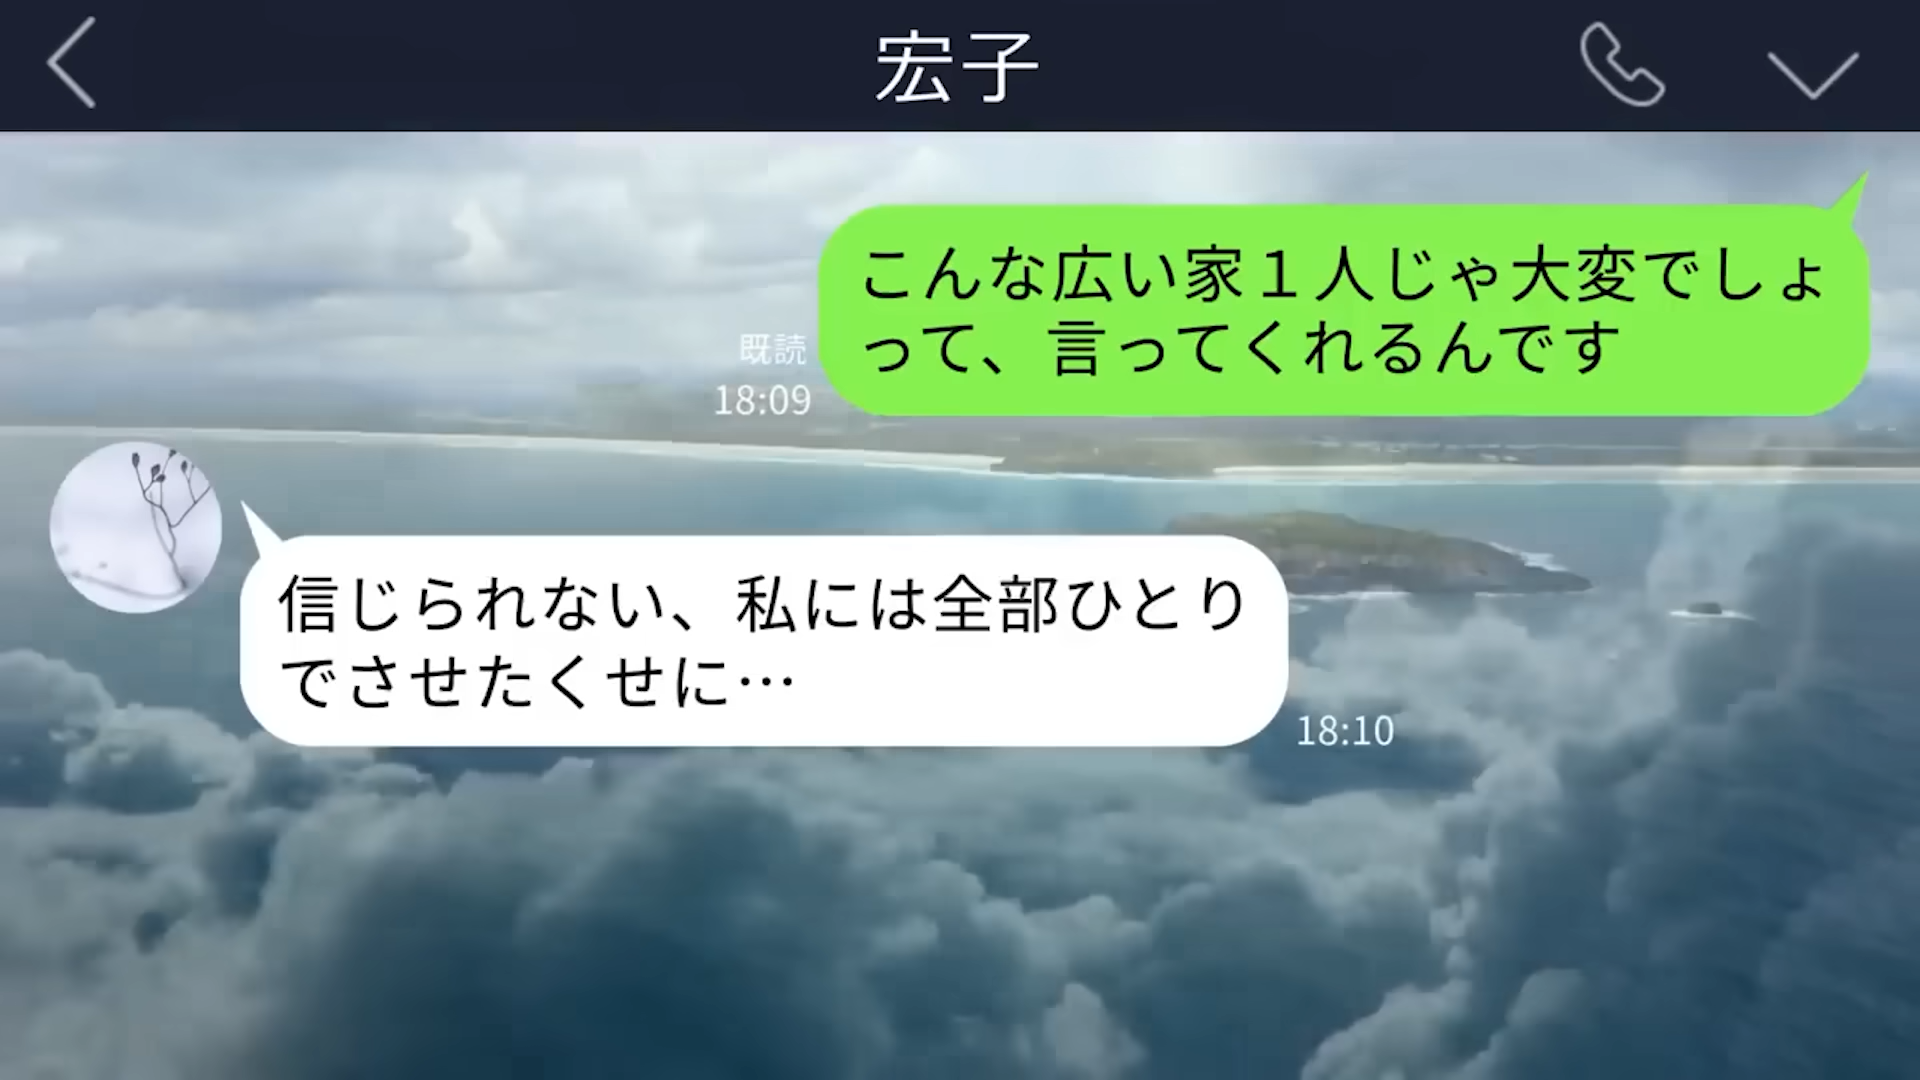 宏子
こんな広い家１人じゃ大変でしょ
って、言ってくれるんです
既読
18:09
信じられない、私には全部ひとり
でさせたくせに…
18:10